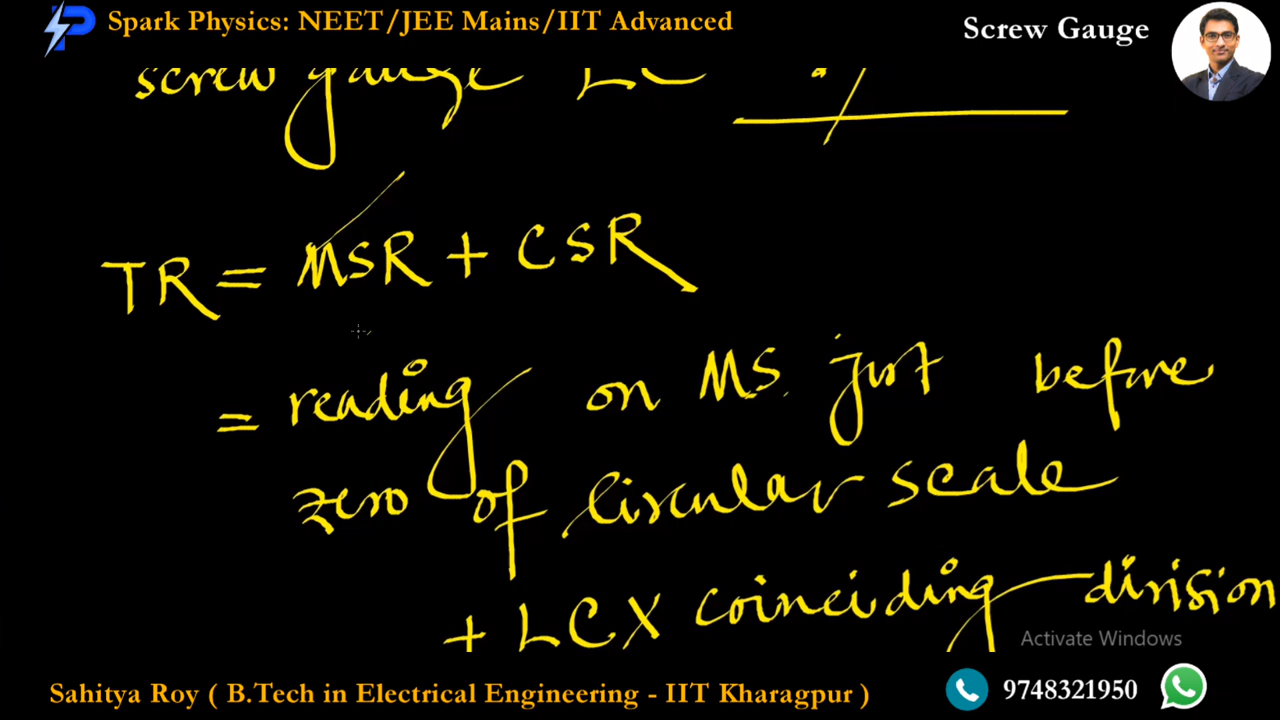 Spark Physics: NEET/JEE Mains/IIT Advanced
Screw Gauge
screw gauge LC
TR = MSR + CSR
= reading on MS. just before
zero of circular scale
+ LCX coinciding division
Activate Windows
Sahitya Roy ( B.Tech in Electrical Engineering - IIT Kharagpur )
9748321950